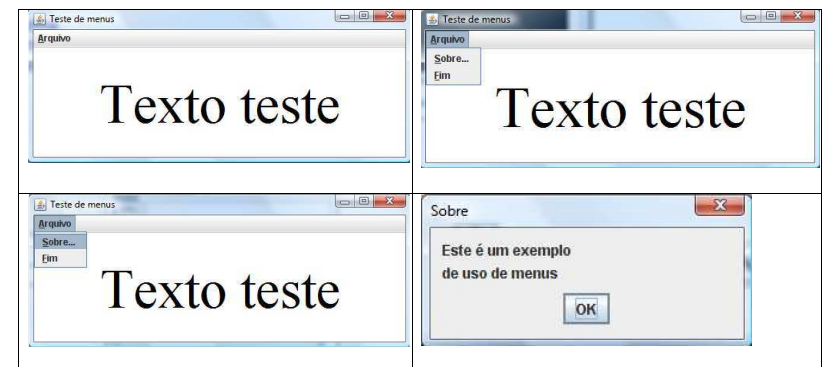 Teste de menus
Arquivo
Texto teste
Teste de menus
Arquivo
Sobre...
Fim
Texto teste
Teste de menus
Arquivo
Sobre...
Fim
Texto teste
Sobre
Este é um exemplo
de uso de menus
OK